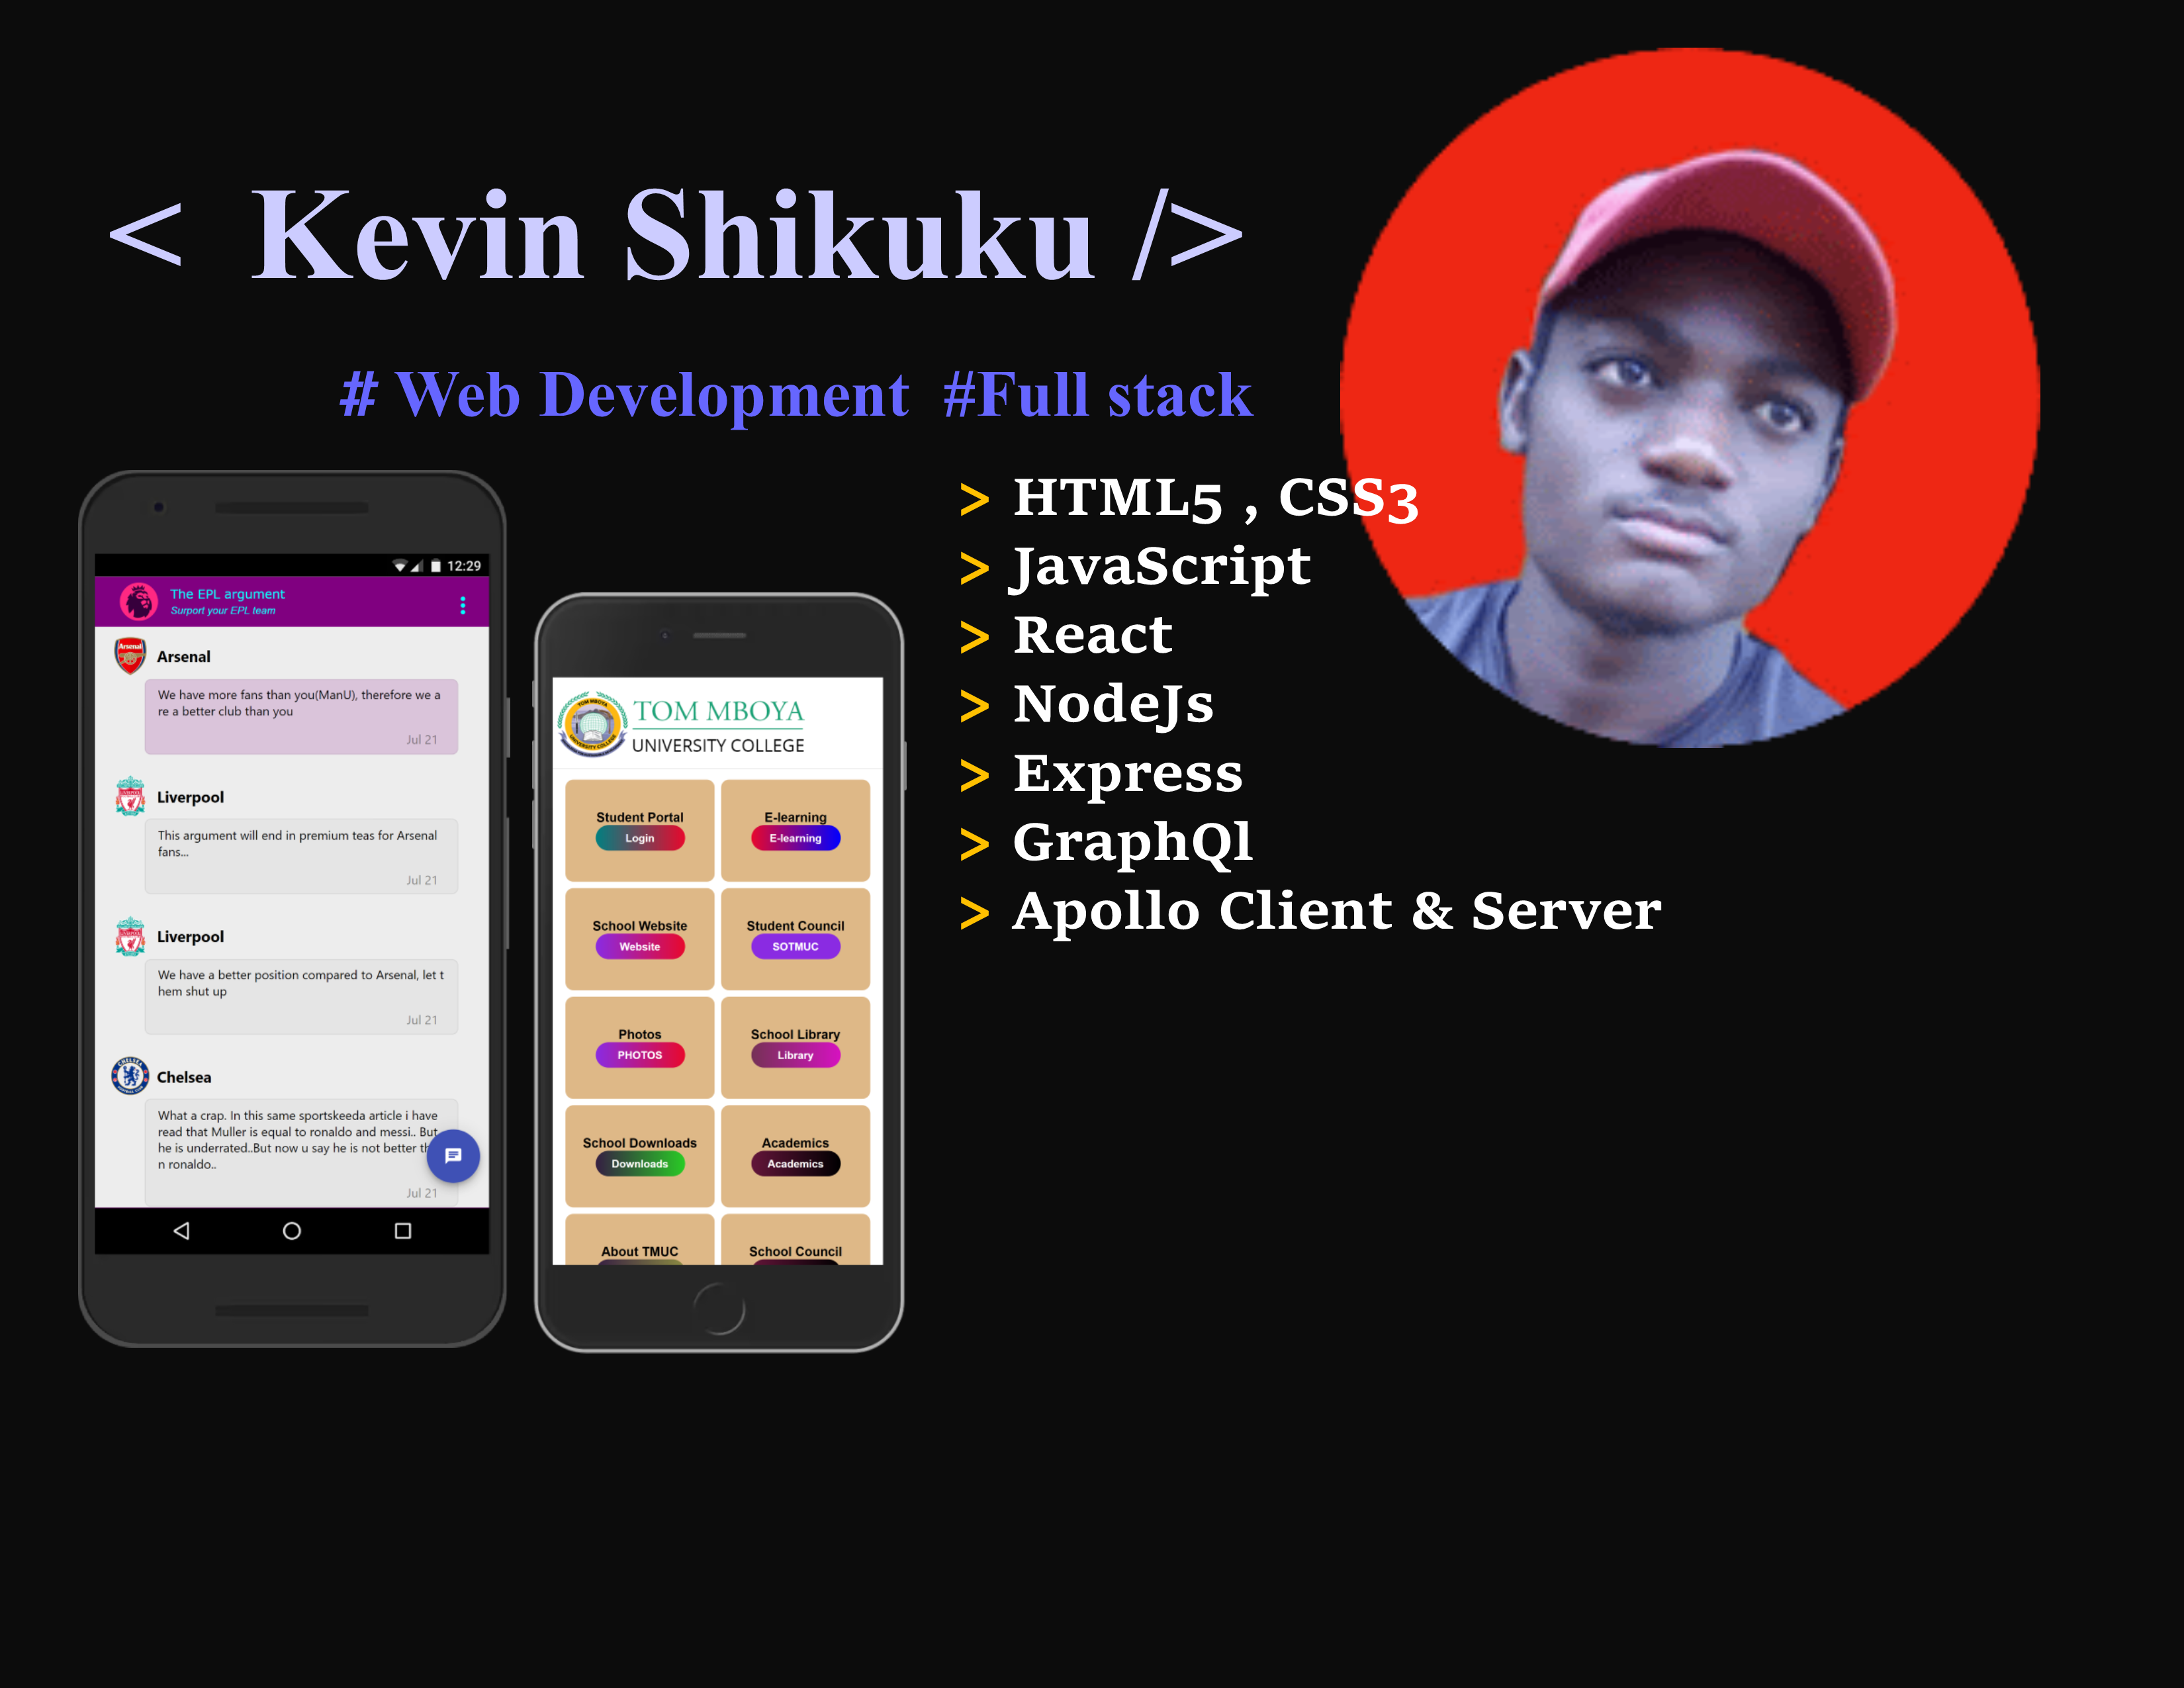 < Kevin Shikuku />
# Web Development #Full stack
> HTML5 , CSS3
> JavaScript
> React
> NodeJs
> Express
> GraphQl
> Apollo Client & Server
12:29
The EPL argument
Surport your EPL team
Arsenal
Arsenal
We have more fans than you(ManU), therefore we a
re a better club than you
Jul 21
Liverpool
This argument will end in premium teas for Arsenal
fans...
Jul 21
Liverpool
We have a better position compared to Arsenal, let t
hem shut up
Jul 21
Chelsea
What a crap. In this same sportskeeda article i have
read that Muller is equal to ronaldo and messi.. But
he is underrated..But now u say he is not better th
n ronaldo..
Jul 21
TOM MBOYA
UNIVERSITY COLLEGE
TOM MBOYA
UNIVERSITY COLLEGE
Student Portal
Login
E-learning
E-learning
School Website
Website
Student Council
SOTMUC
Photos
PHOTOS
School Library
Library
School Downloads
Downloads
Academics
Academics
About TMUC
School Council